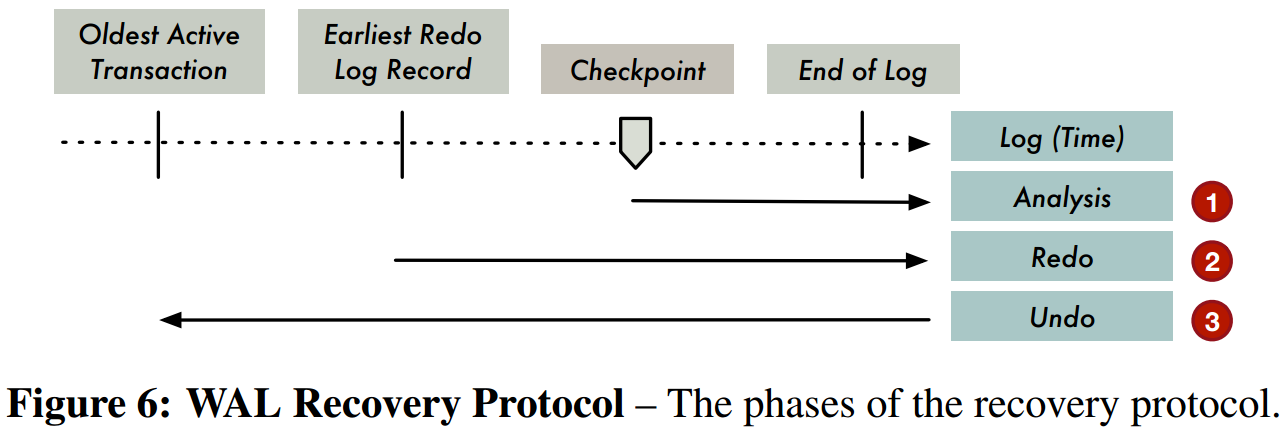 Oldest Active
Transaction
Earliest Redo
Log Record
Checkpoint
End of Log
Log (Time)
Analysis
1
Redo
2
Undo
3
Figure 6: WAL Recovery Protocol – The phases of the recovery protocol.